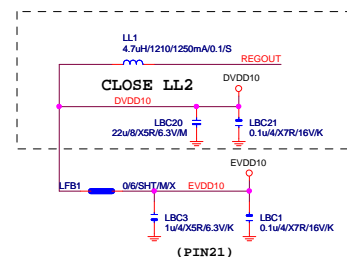 LL1
4.7uH/1210/1250mA/0.1/S
REGOUT
CLOSE LL2
DVDD10
DVDD10
LBC20
22u/8/X5R/6.3V/M
LBC21
0.1u/4/X7R/16V/K
EVDD10
LFB1
0/6/SHT/M/X
EVDD10
LBC3
1u/4/X5R/6.3V/K
LBC1
0.1u/4/X7R/16V/K
(PIN21)